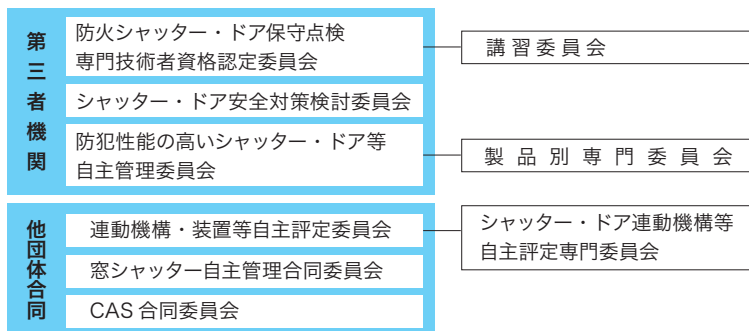 第三者機関
防火シャッター・ドア保守点検
専門技術者資格認定委員会
講習委員会
シャッター・ドア安全対策検討委員会
防犯性能の高いシャッター・ドア等
自主管理委員会
製品別専門委員会
他団体合同
連動機構・装置等自主評定委員会
シャッター・ドア連動機構等
自主評定専門委員会
窓シャッター自主管理合同委員会
CAS合同委員会